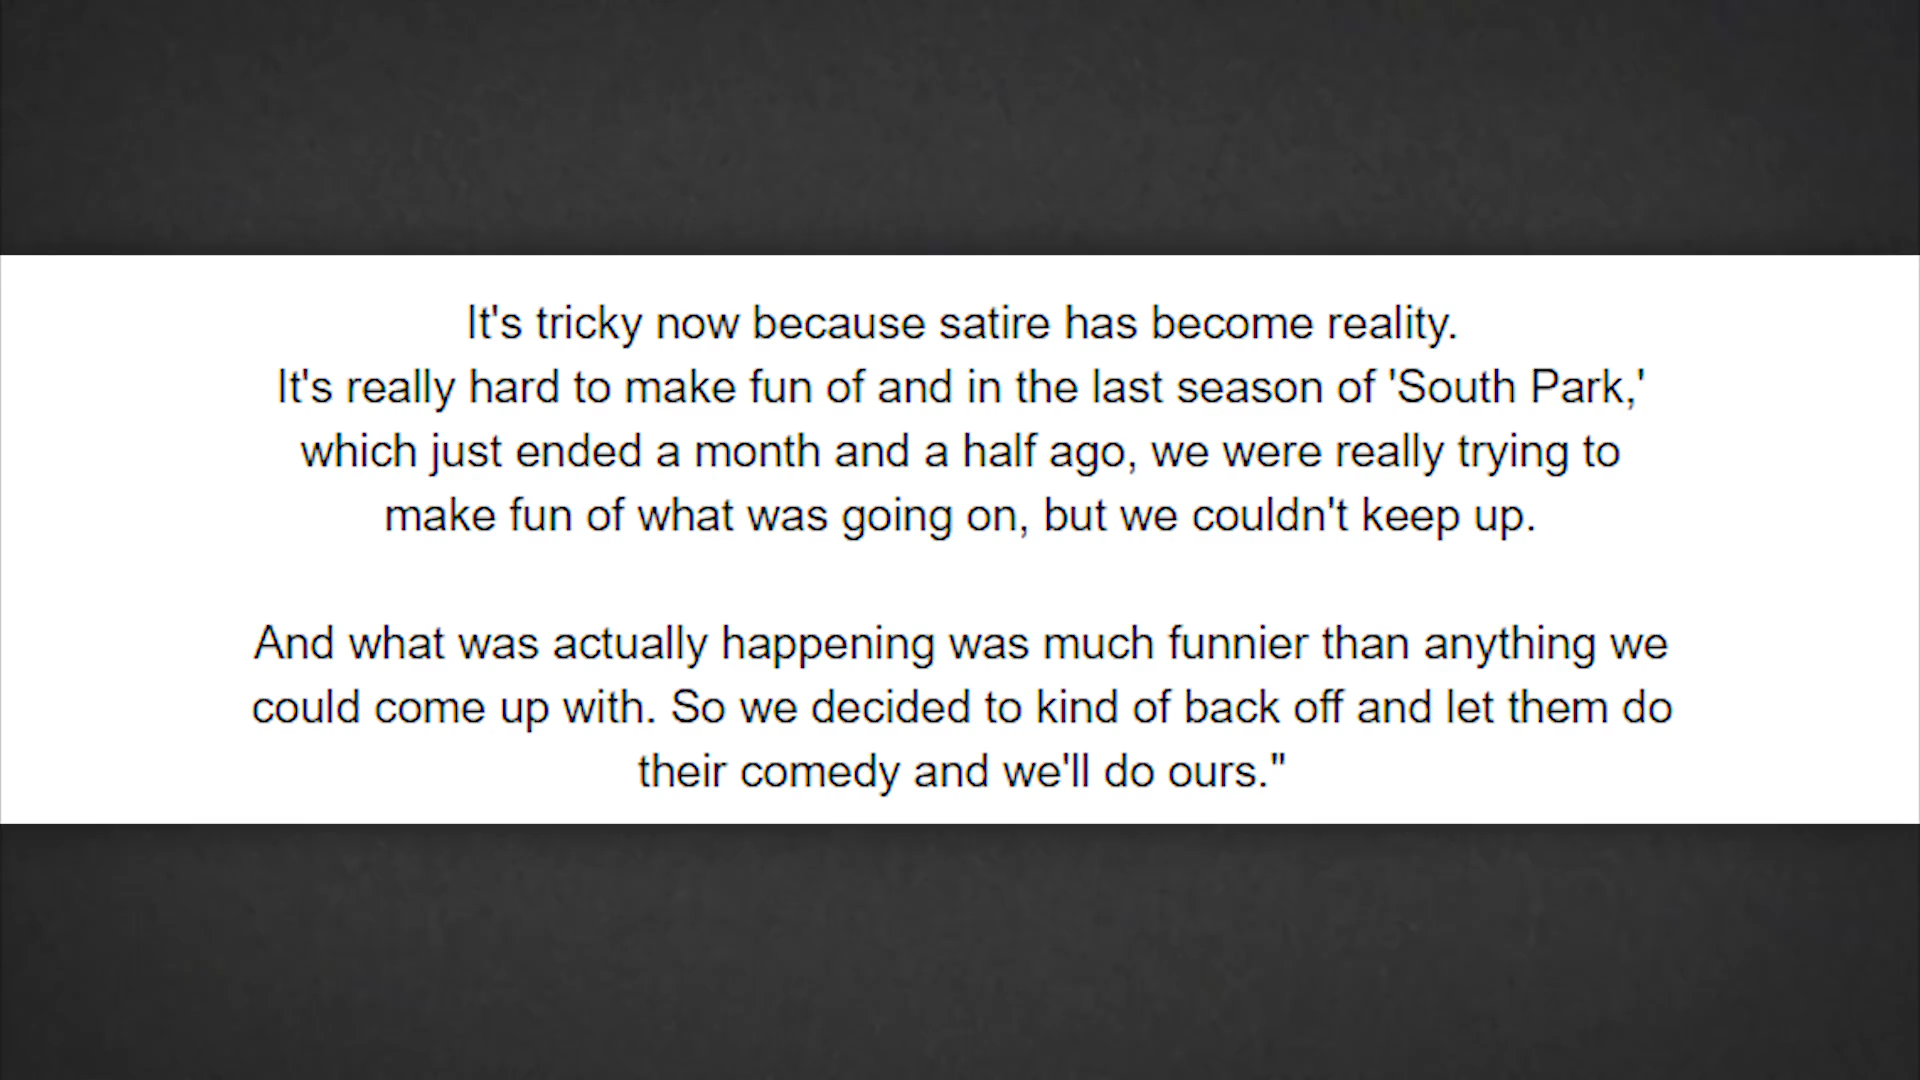 It's tricky now because satire has become reality.
It's really hard to make fun of and in the last season of 'South Park,'
which just ended a month and a half ago, we were really trying to
make fun of what was going on, but we couldn't keep up.
And what was actually happening was much funnier than anything we
could come up with. So we decided to kind of back off and let them do
their comedy and we'll do ours."